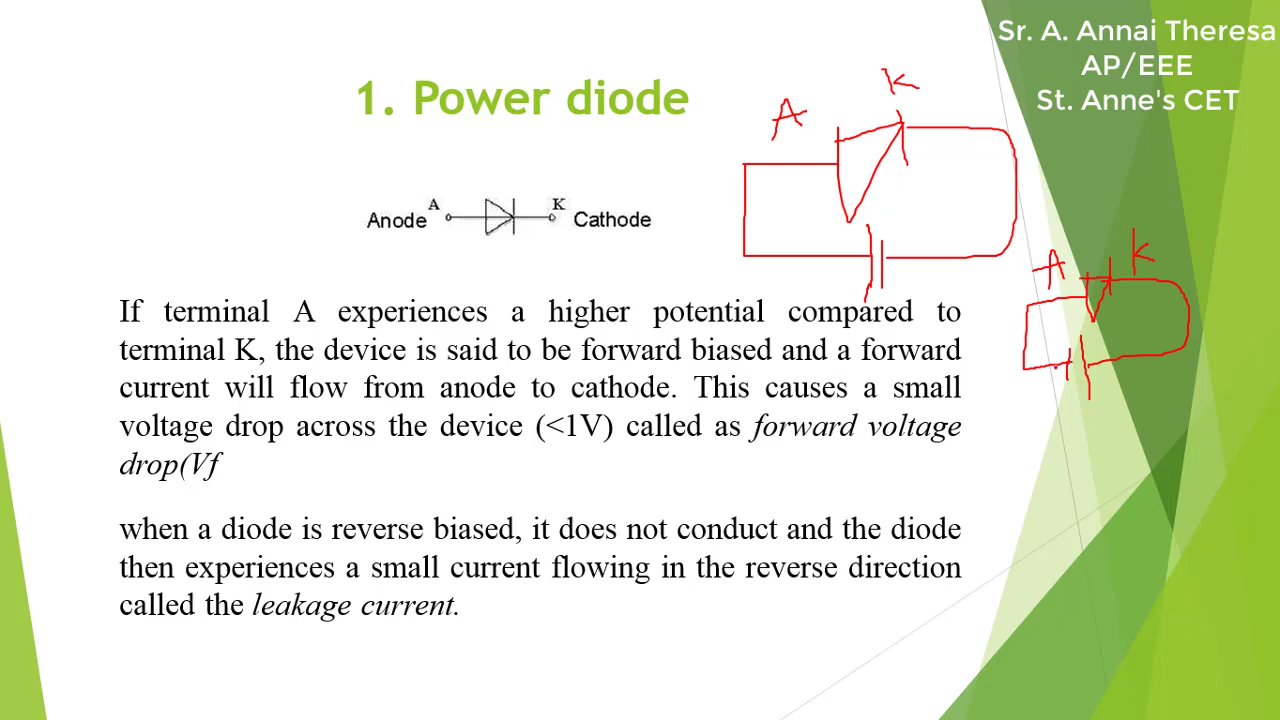 Sr. A. Annai Theresa
AP/EEE
St. Anne's CET
1. Power diode
A K
A K
Anode A K Cathode
If terminal A experiences a higher potential compared to
terminal K, the device is said to be forward biased and a forward
current will flow from anode to cathode. This causes a small
voltage drop across the device (<1V) called as forward voltage
drop(Vf
when a diode is reverse biased, it does not conduct and the diode
then experiences a small current flowing in the reverse direction
called the leakage current.